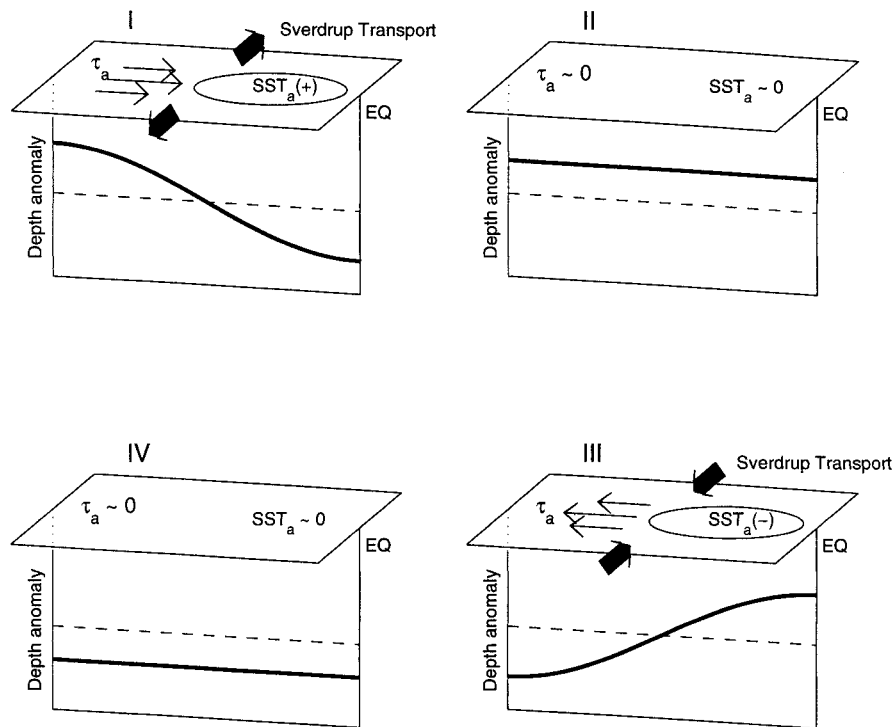 I
Sverdrup Transport
τa
SSTa(+)
EQ
Depth anomaly
II
τa ~ 0
SSTa ~ 0
EQ
Depth anomaly
IV
τa ~ 0
SSTa ~ 0
EQ
Depth anomaly
III
Sverdrup Transport
τa
SSTa(−)
EQ
Depth anomaly